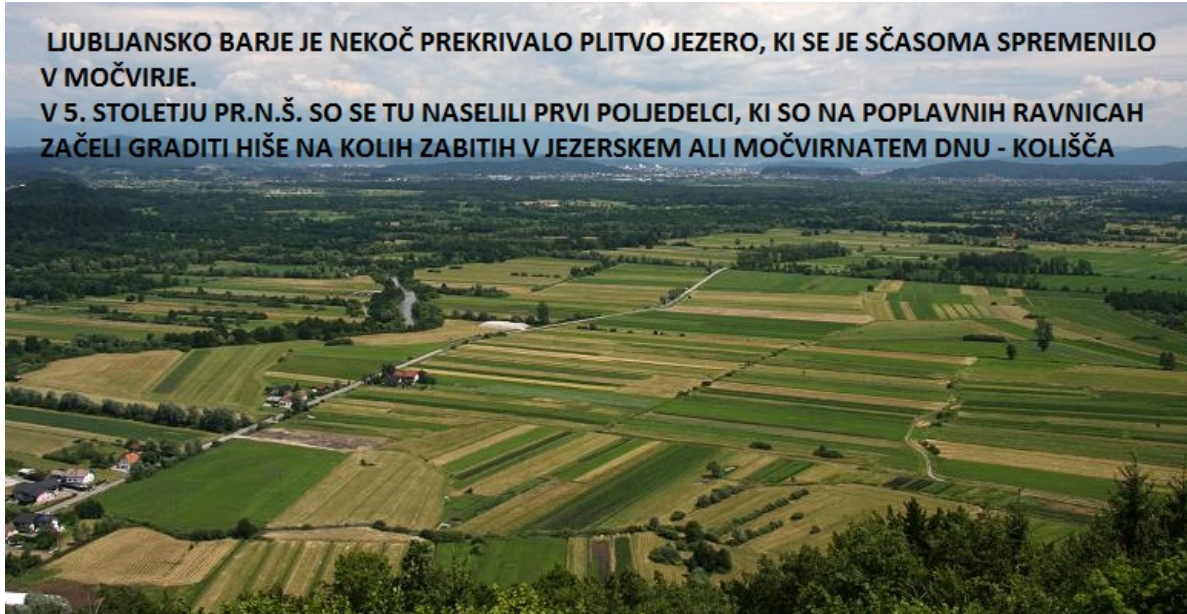 LJUBLJANSKO BARJE JE NEKOČ PREKRIVALO PLITVO JEZERO, KI SE JE SČASOMA SPREMENILO
V MOČVIRJE.
V 5. STOLETJU PR.N.Š. SO SE TU NASELILI PRVI POLJEDELCI, KI SO NA POPLAVNIH RAVNICAH
ZAČELI GRADITI HIŠE NA KOLIH ZABITIH V JEZERSKEM ALI MOČVIRNATEM DNU - KOLIŠČA